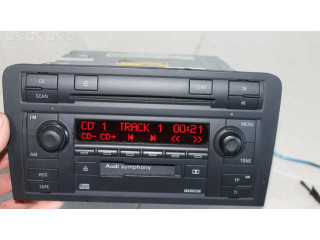 CD
SCAN
LOAD
CD 1 TRACK 1 00:21
CD- CD+
FM
AM
MENU
TONE
RDS
TAPE
TP
Audi symphony